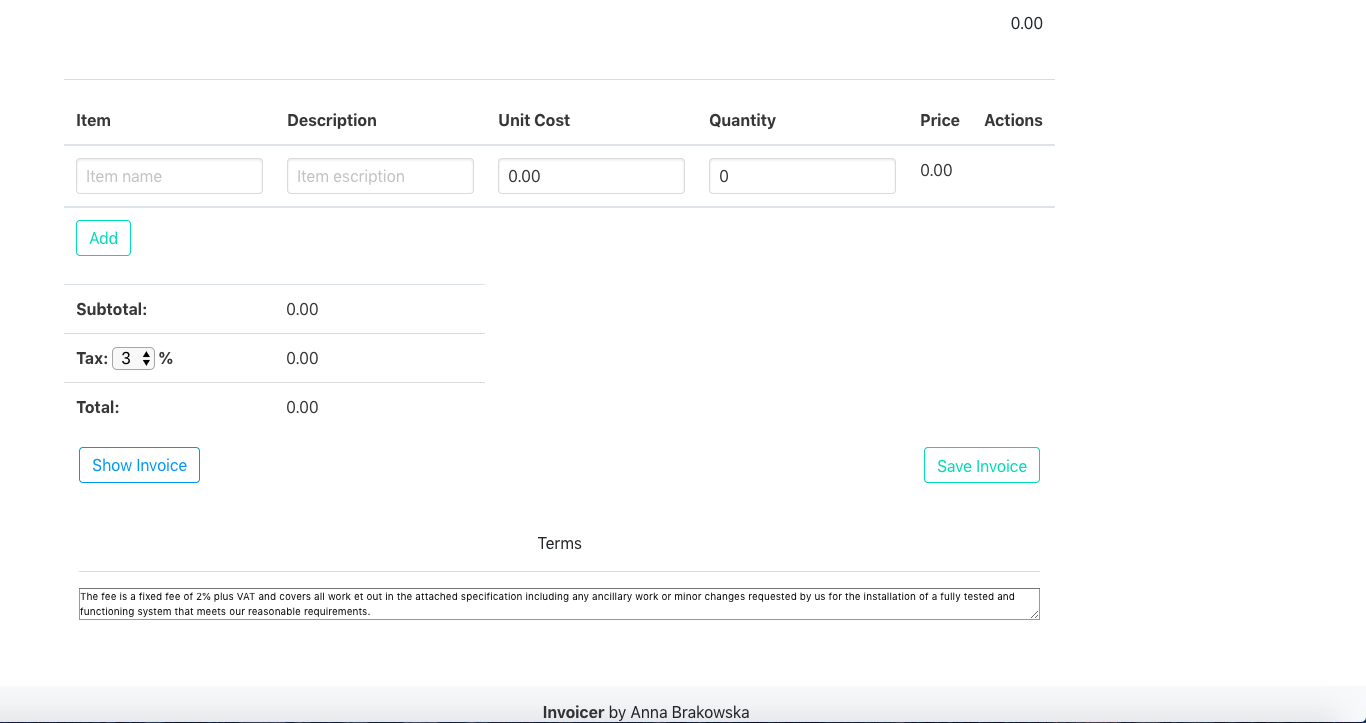 0.00
Item Description Unit Cost Quantity Price Actions
Item name Item escription 0.00 0 0.00
Add
Subtotal: 0.00
Tax: 3 % 0.00
Total: 0.00
Show Invoice Save Invoice
Terms
The fee is a fixed fee of 2% plus VAT and covers all work et out in the attached specification including any ancillary work or minor changes requested by us for the installation of a fully tested and
functioning system that meets our reasonable requirements.
Invoicer by Anna Brakowska